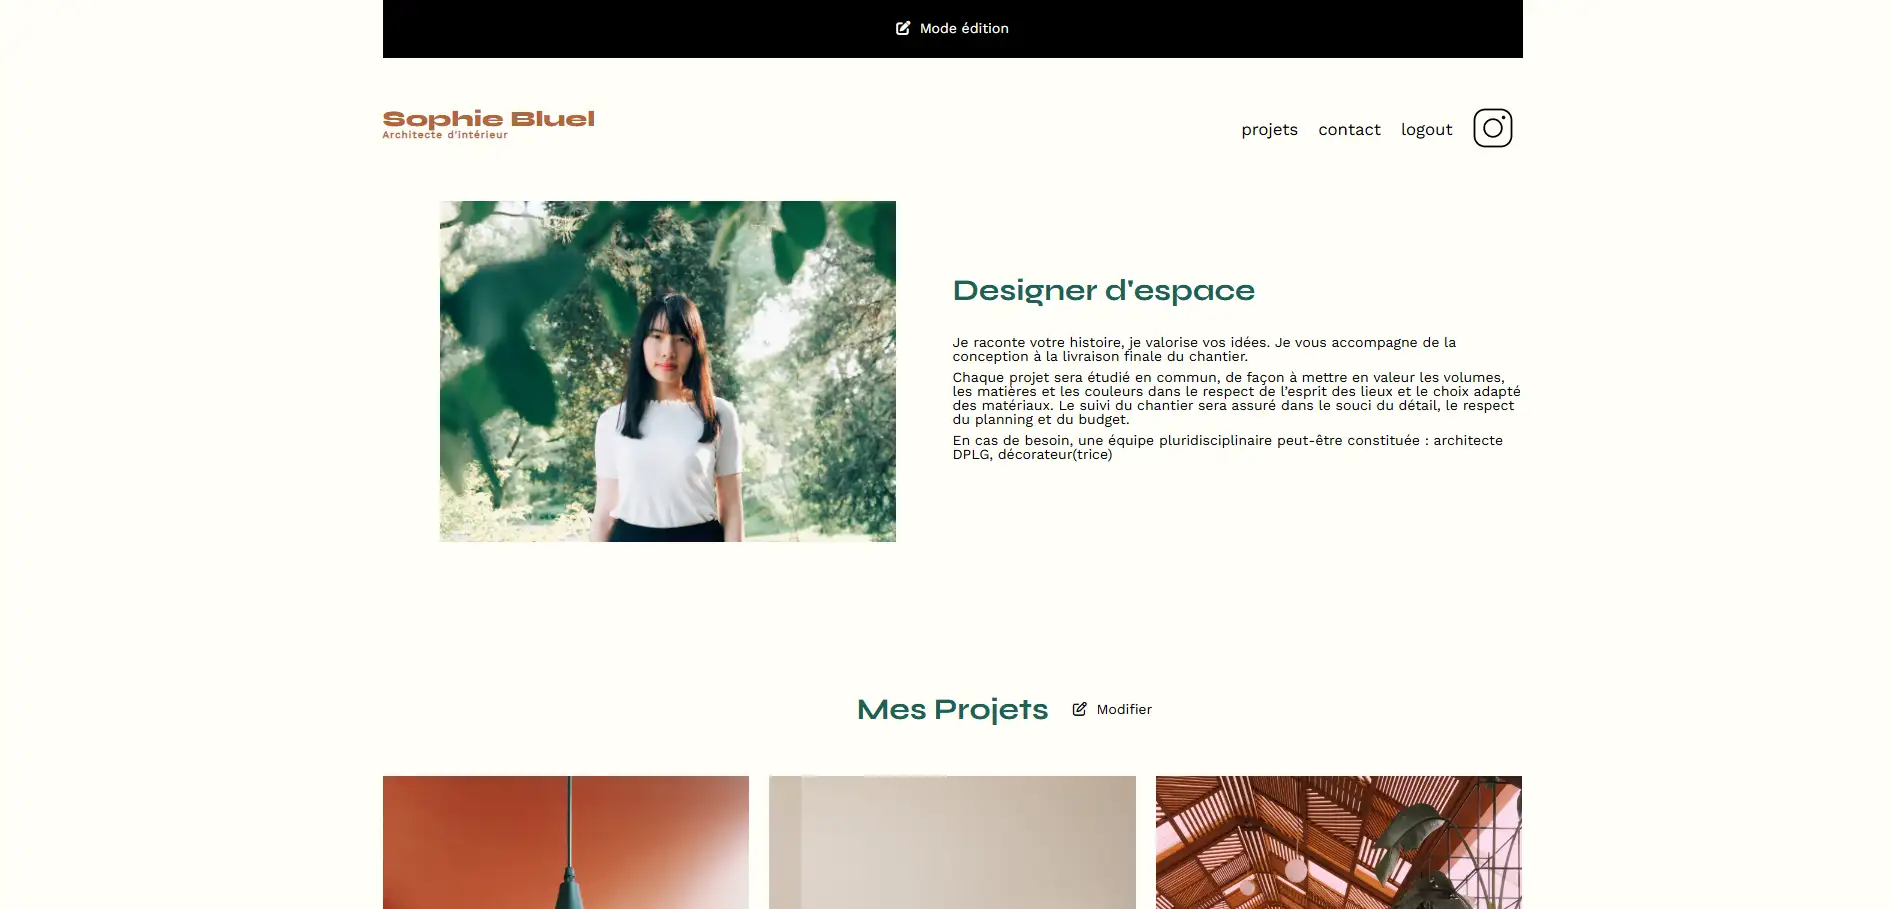 Mode édition
Sophie Bluel
Architecte d'intérieur
projets contact logout
Designer d'espace
Je raconte votre histoire, je valorise vos idées. Je vous accompagne de la
conception à la livraison finale du chantier.
Chaque projet sera étudié en commun, de façon à mettre en valeur les volumes,
les matières et les couleurs dans le respect de l’esprit des lieux et le choix adapté
des matériaux. Le suivi du chantier sera assuré dans le souci du détail, le respect
du planning et du budget.
En cas de besoin, une équipe pluridisciplinaire peut-être constituée : architecte
DPLG, décorateur(trice)
Mes Projets Modifier